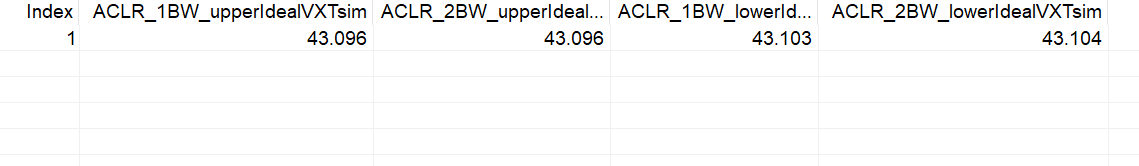 Index ACLR_1BW_upperIdealVXTsim ACLR_2BW_upperIdeal... ACLR_1BW_lowerId... ACLR_2BW_lowerIdealVXTsim
1 43.096 43.096 43.103 43.104